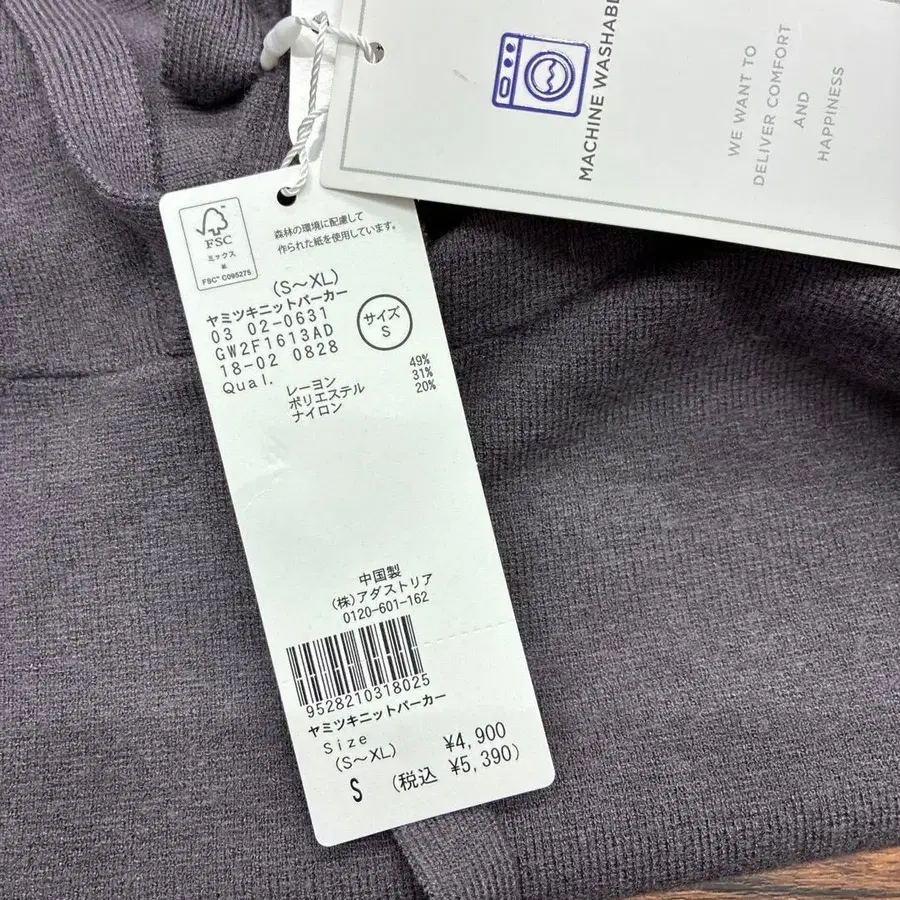 MACHINE WASHABLE
WE WANT TO
DELIVER COMFORT
AND
HAPPINESS
FSC
ミックス
紙
FSC™ C095275
森林の環境に配慮して
作られた紙を使用しています。
(S〜XL)
ヤミツキニットパーカー
03 02-0631
GW2F1613AD
18-02 0828
Qual.
サイズ
S
レーヨン 49%
ポリエステル 31%
ナイロン 20%
中国製
(株)アダストリア
0120-601-162
9528210318025
ヤミツキニットパーカー
Size
(S〜XL) ¥4,900
S (税込 ¥5,390)